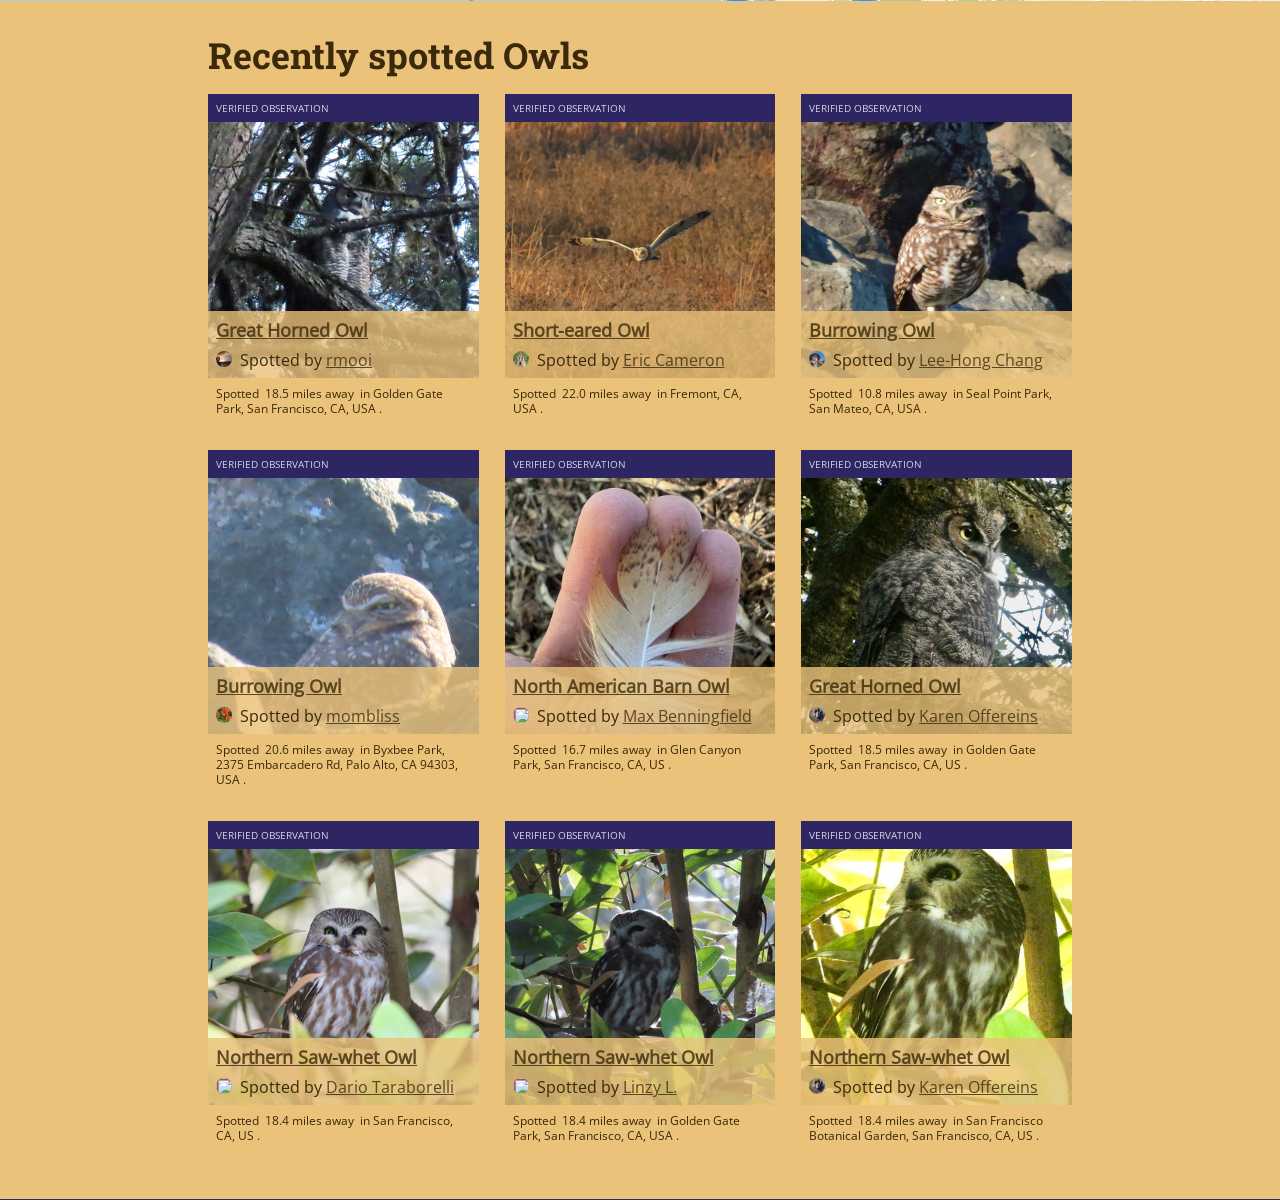 Recently spotted Owls
VERIFIED OBSERVATION
Great Horned Owl
Spotted by rmooi
Spotted 18.5 miles away in Golden Gate
Park, San Francisco, CA, USA .
VERIFIED OBSERVATION
Short-eared Owl
Spotted by Eric Cameron
Spotted 22.0 miles away in Fremont, CA,
USA .
VERIFIED OBSERVATION
Burrowing Owl
Spotted by Lee-Hong Chang
Spotted 10.8 miles away in Seal Point Park,
San Mateo, CA, USA .
VERIFIED OBSERVATION
Burrowing Owl
Spotted by mombliss
Spotted 20.6 miles away in Byxbee Park,
2375 Embarcadero Rd, Palo Alto, CA 94303,
USA .
VERIFIED OBSERVATION
North American Barn Owl
Spotted by Max Benningfield
Spotted 16.7 miles away in Glen Canyon
Park, San Francisco, CA, US .
VERIFIED OBSERVATION
Great Horned Owl
Spotted by Karen Offereins
Spotted 18.5 miles away in Golden Gate
Park, San Francisco, CA, US .
VERIFIED OBSERVATION
Northern Saw-whet Owl
Spotted by Dario Taraborelli
Spotted 18.4 miles away in San Francisco,
CA, US .
VERIFIED OBSERVATION
Northern Saw-whet Owl
Spotted by Linzy L.
Spotted 18.4 miles away in Golden Gate
Park, San Francisco, CA, USA .
VERIFIED OBSERVATION
Northern Saw-whet Owl
Spotted by Karen Offereins
Spotted 18.4 miles away in San Francisco
Botanical Garden, San Francisco, CA, US .